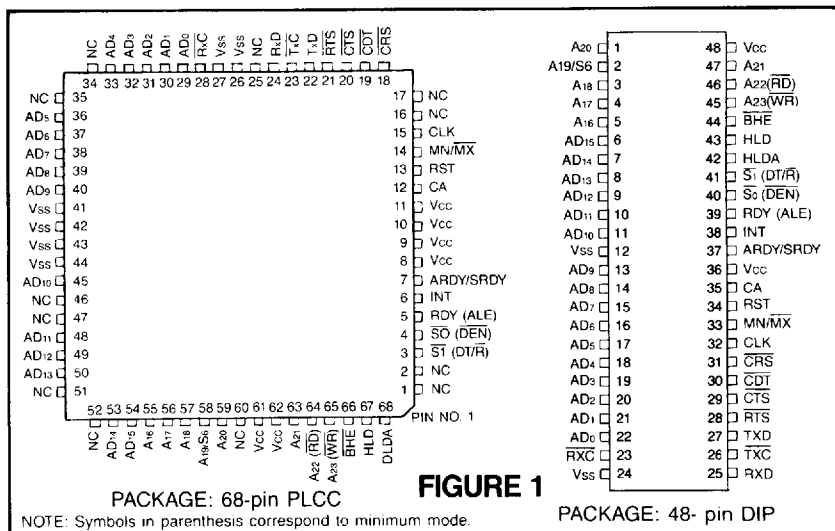 NC AD4 AD3 AD2 AD1 AD0 RxC Vss Vss NC RxD TxC TxD RTS CTS CDT CRS
34 33 32 31 30 29 28 27 26 25 24 23 22 21 20 19 18
NC 35
AD5 36
AD6 37
AD7 38
AD8 39
AD9 40
Vss 41
Vss 42
Vss 43
Vss 44
AD10 45
NC 46
NC 47
AD11 48
AD12 49
AD13 50
NC 51
17 NC
16 NC
15 CLK
14 MN/MX
13 RST
12 CA
11 Vcc
10 Vcc
9 Vcc
8 Vcc
7 ARDY/SRDY
6 INT
5 RDY (ALE)
4 SO (DEN)
3 S1 (DT/R)
2 NC
1 NC
52 53 54 55 56 57 58 59 60 61 62 63 64 65 66 67 68
PIN NO. 1
NC AD14 AD15 A16 A17 A18 A19/S6 A20 NC Vcc Vcc A21 A22 (RD) A23 (WR) BHE HLD DLDA
PACKAGE: 68-pin PLCC
A20 1 48 Vcc
A19/S6 2 47 A21
A18 3 46 A22(RD)
A17 4 45 A23(WR)
A16 5 44 BHE
AD15 6 43 HLD
AD14 7 42 HLDA
AD13 8 41 S1 (DT/R)
AD12 9 40 S0 (DEN)
AD11 10 39 RDY (ALE)
AD10 11 38 INT
Vss 12 37 ARDY/SRDY
AD9 13 36 Vcc
AD8 14 35 CA
AD7 15 34 RST
AD6 16 33 MN/MX
AD5 17 32 CLK
AD4 18 31 CRS
AD3 19 30 CDT
AD2 20 29 CTS
AD1 21 28 RTS
AD0 22 27 TXD
RXC 23 26 TXC
Vss 24 25 RXD
FIGURE 1
PACKAGE: 48- pin DIP
NOTE: Symbols in parenthesis correspond to minimum mode.